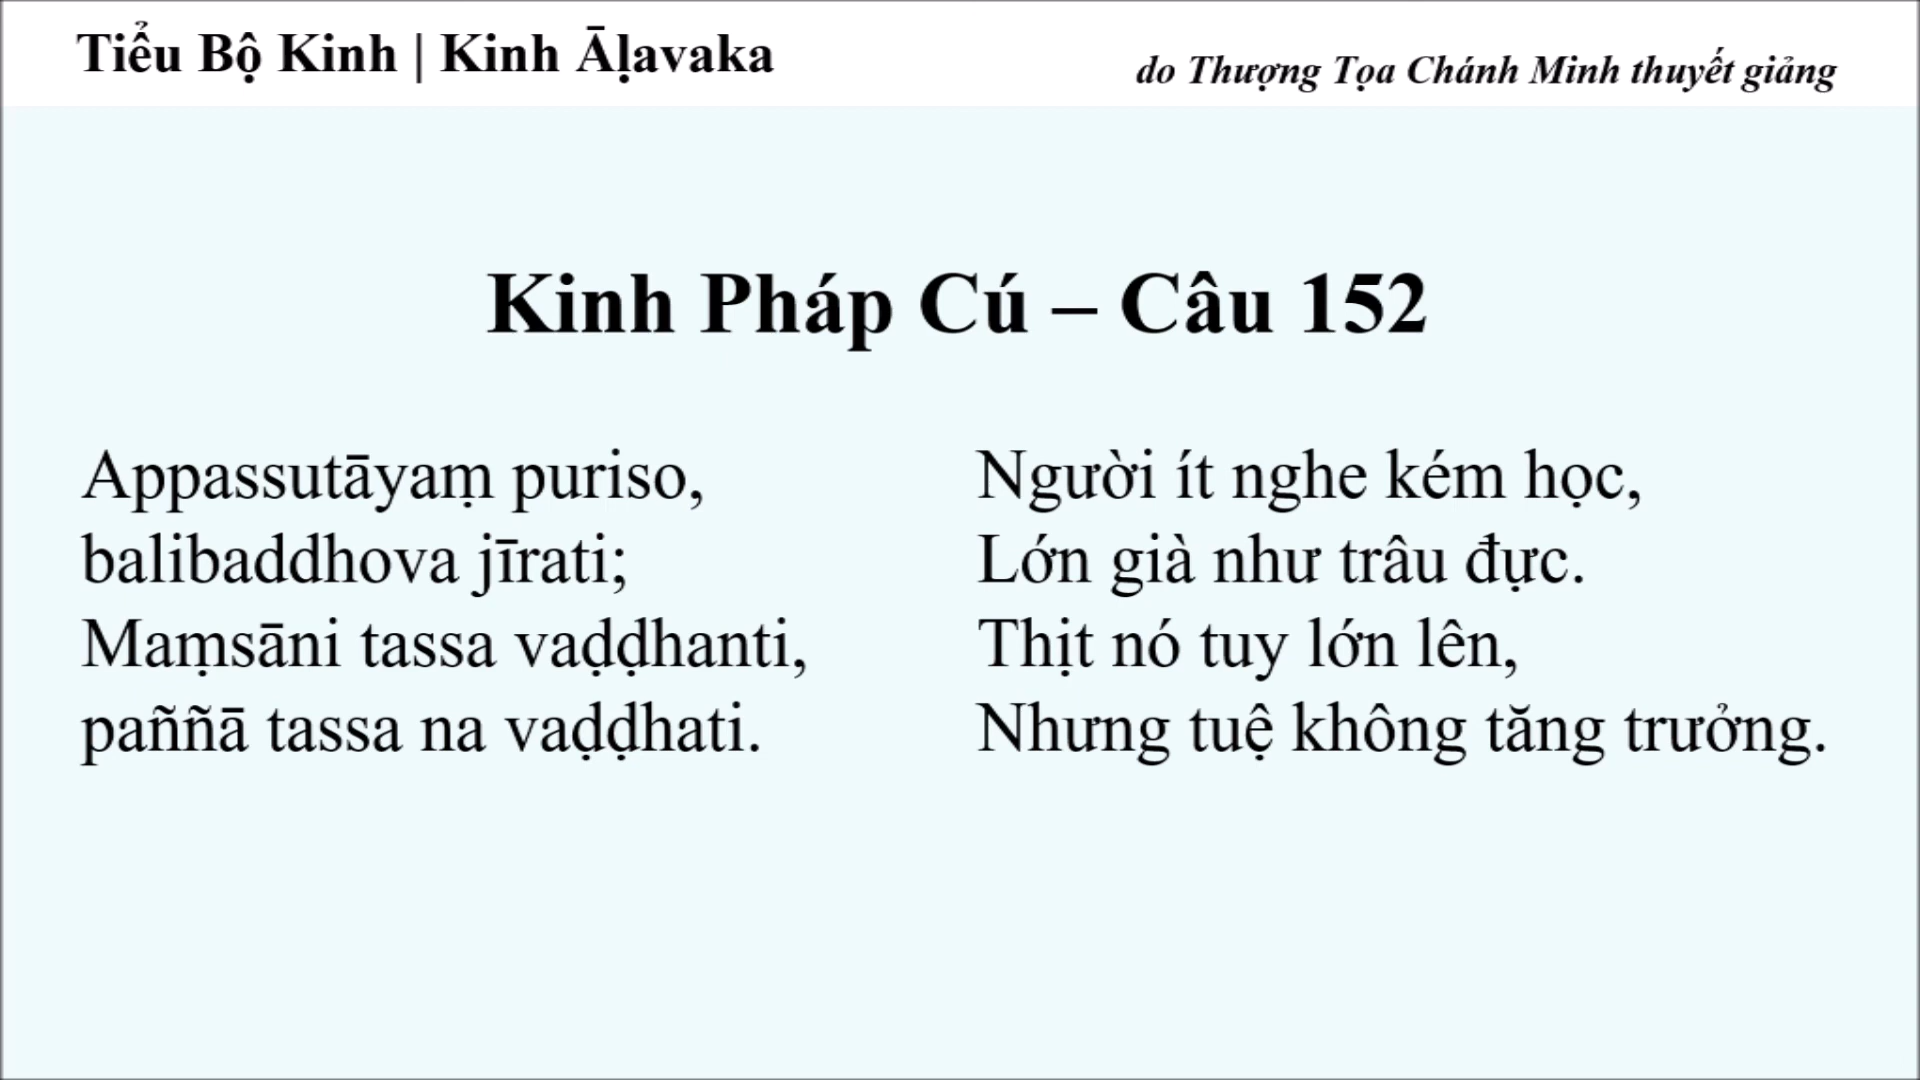 Tiểu Bộ Kinh | Kinh Āḷavaka
do Thượng Tọa Chánh Minh thuyết giảng
Kinh Pháp Cú – Câu 152
Appassutāyaṃ puriso,
balibaddhova jīrati;
Maṃsāni tassa vaḍḍhanti,
paññā tassa na vaḍḍhati.
Người ít nghe kém học,
Lớn già như trâu đực.
Thịt nó tuy lớn lên,
Nhưng tuệ không tăng trưởng.